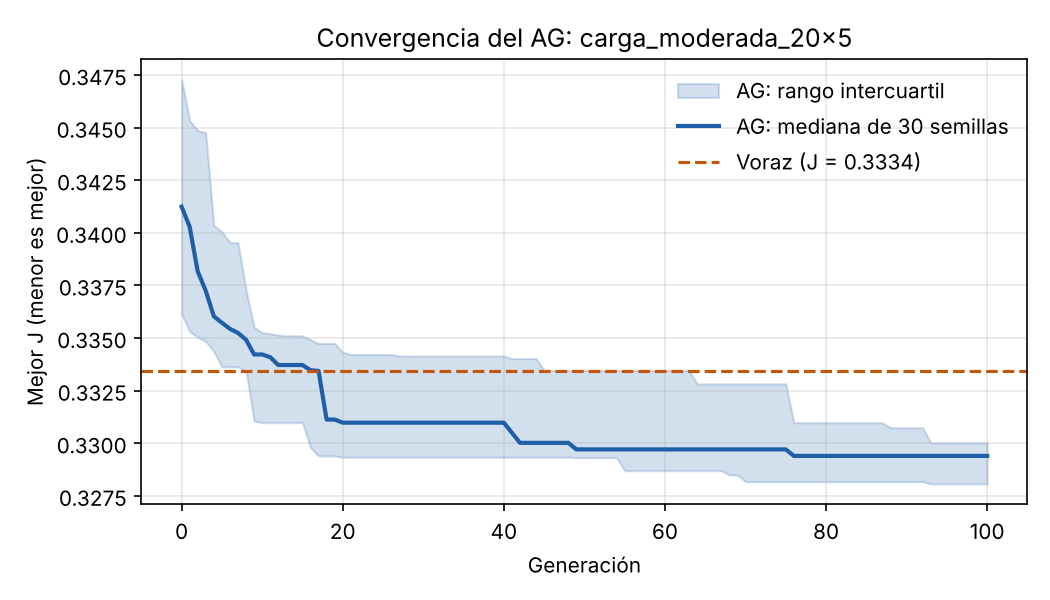 Convergencia del AG: carga_moderada_20×5
Mejor J (menor es mejor)
0.3475
0.3450
0.3425
0.3400
0.3375
0.3350
0.3325
0.3300
0.3275
AG: rango intercuartil
AG: mediana de 30 semillas
Voraz (J = 0.3334)
0 20 40 60 80 100
Generación